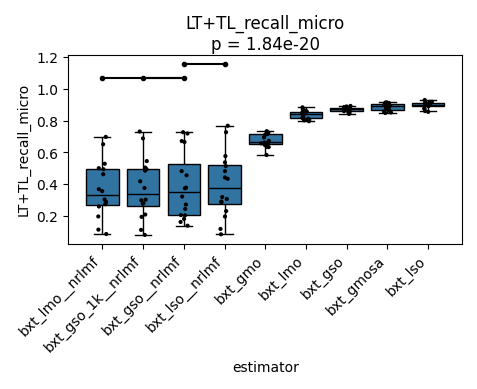 LT+TL_recall_micro
p = 1.84e-20
LT+TL_recall_micro
1.2
1.0
0.8
0.6
0.4
0.2
bxt_lmo__nrlmf
bxt_gso_1k__nrlmf
bxt_gso__nrlmf
bxt_lso__nrlmf
bxt_gmo
bxt_lmo
bxt_gso
bxt_gmosa
bxt_lso
estimator